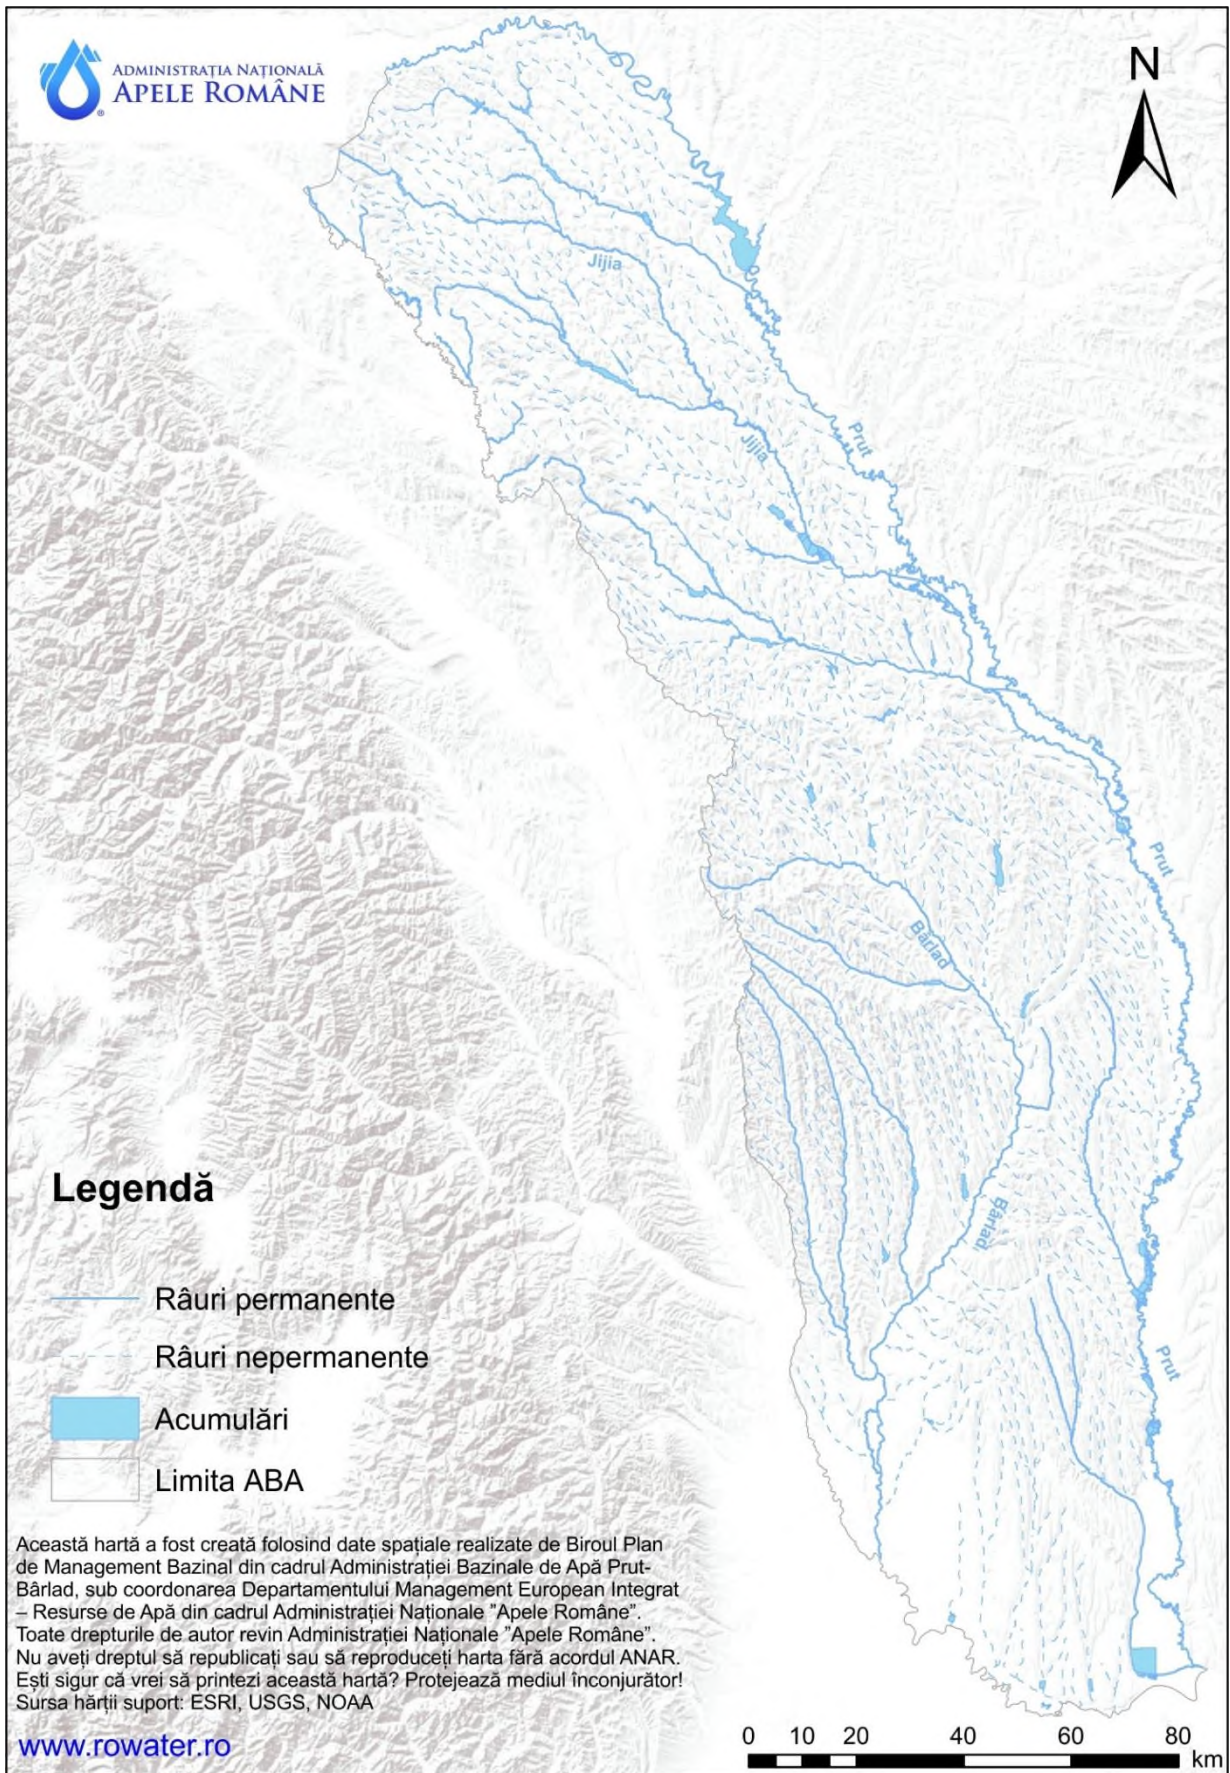 ADMINISTRAȚIA NAȚIONALĂ
APELE ROMÂNE
®
N
Jijia
Prut
Jijia
Prut
Bârlad
Bârlad
Prut
Legendă
Râuri permanente
Râuri nepermanente
Acumulări
Limita ABA
Această hartă a fost creată folosind date spațiale realizate de Biroul Plan
de Management Bazinal din cadrul Administrației Bazinale de Apă Prut-
Bârlad, sub coordonarea Departamentului Management European Integrat
– Resurse de Apă din cadrul Administrației Naționale ”Apele Române”.
Toate drepturile de autor revin Administrației Naționale ”Apele Române”.
Nu aveți dreptul să republicați sau să reproduceți harta fără acordul ANAR.
Ești sigur că vrei să printezi această hartă? Protejează mediul înconjurător!
Sursa hărții suport: ESRI, USGS, NOAA
www.rowater.ro
0 10 20 40 60 80
km